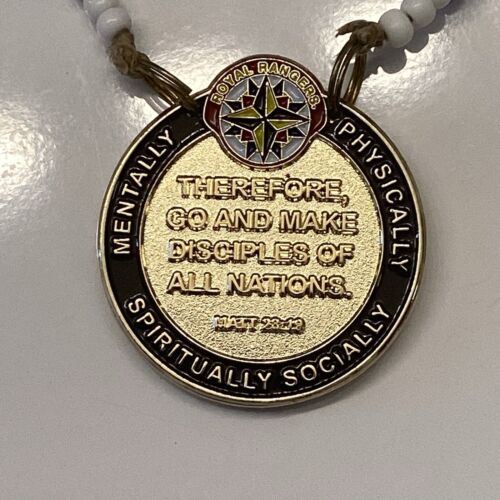 ROYAL RANGERS.
MENTALLY
PHYSICALLY
THEREFORE,
GO AND MAKE
DISCIPLES OF
ALL NATIONS.
MATT 28:19
SPIRITUALLY SOCIALLY